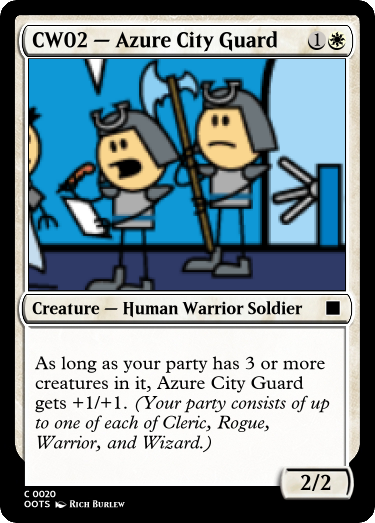 CW02 — Azure City Guard 1
Creature — Human Warrior Soldier
As long as your party has 3 or more
creatures in it, Azure City Guard
gets +1/+1. (Your party consists of up
to one of each of Cleric, Rogue,
Warrior, and Wizard.)
2/2
C 0020
OOTS Rich Burlew